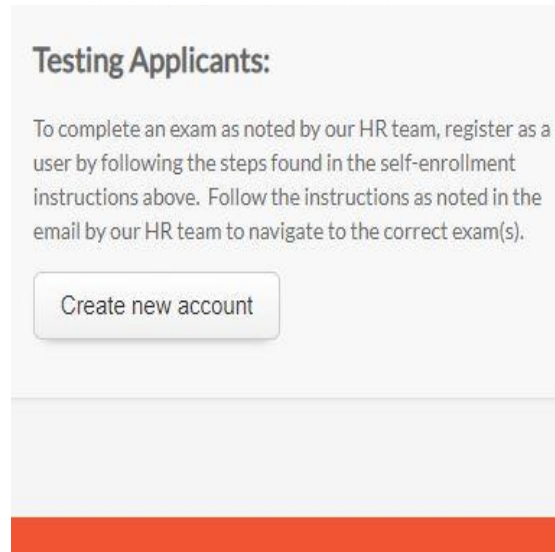 Testing Applicants:
To complete an exam as noted by our HR team, register as a
user by following the steps found in the self-enrollment
instructions above. Follow the instructions as noted in the
email by our HR team to navigate to the correct exam(s).
Create new account